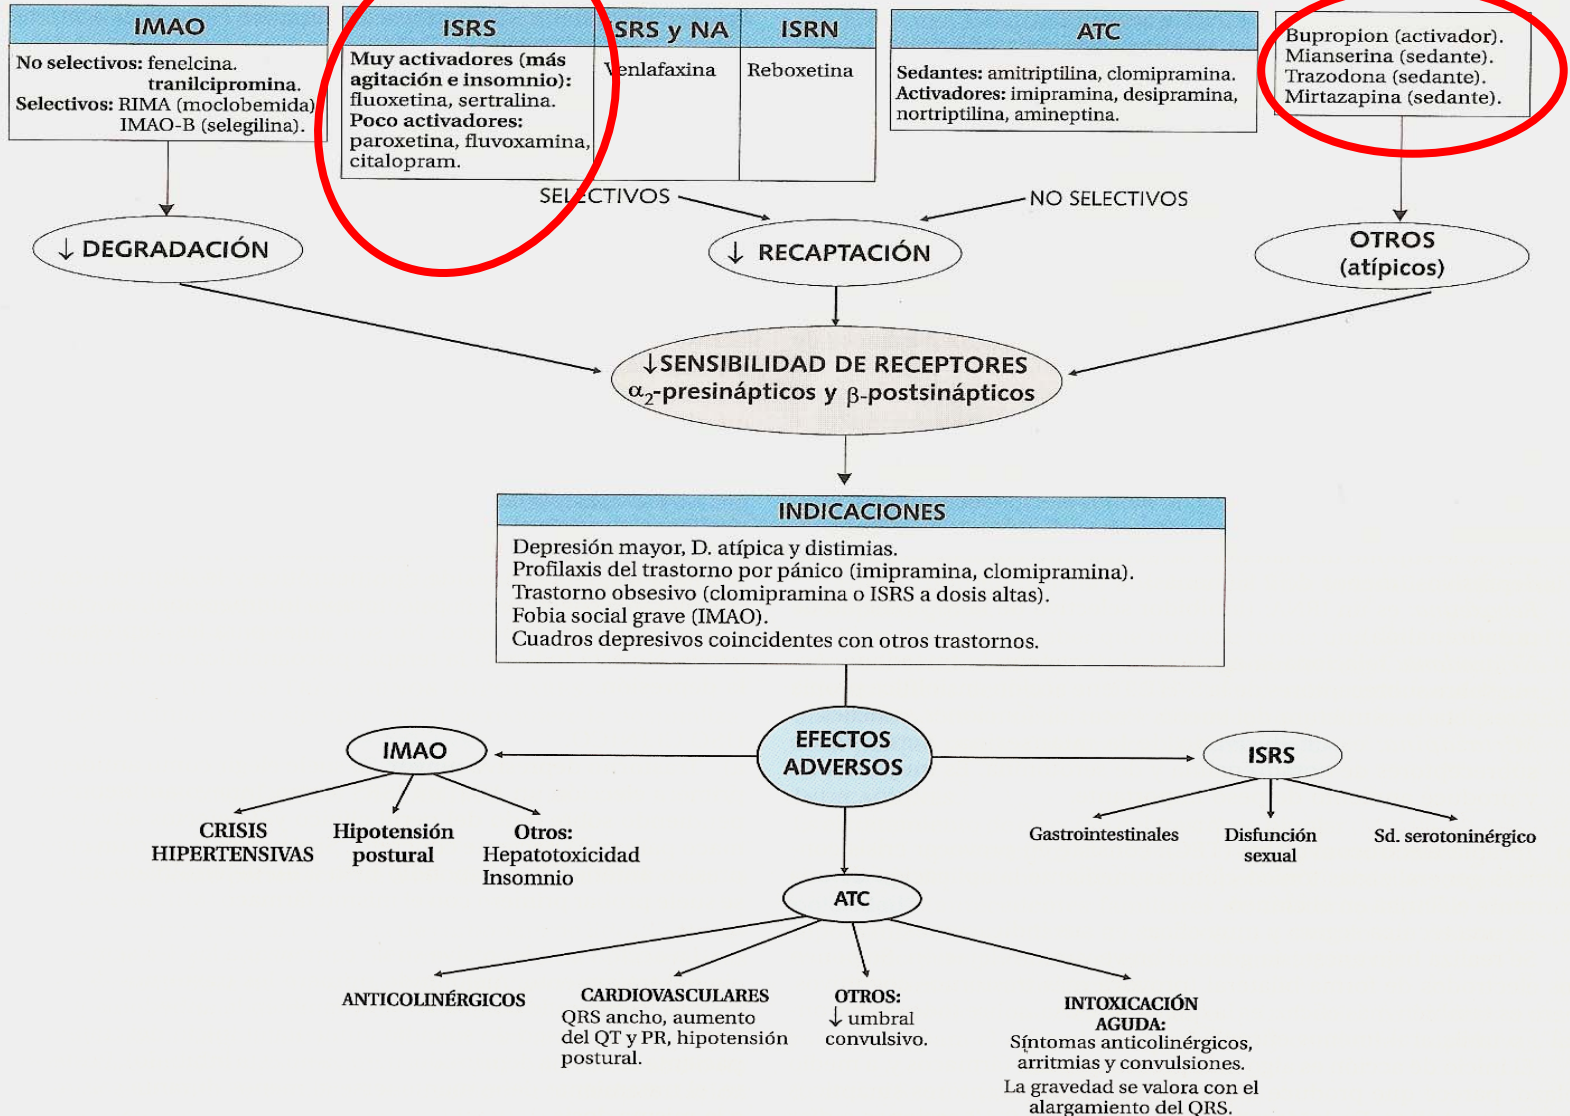 IMAO
No selectivos: fenelcina.
tranilcipromina.
Selectivos: RIMA (moclobemida)
IMAO-B (selegilina).
ISRS
Muy activadores (más
agitación e insomnio):
fluoxetina, sertralina.
Poco activadores:
paroxetina, fluvoxamina,
citalopram.
ISRS y NA
Venlafaxina
ISRN
Reboxetina
ATC
Sedantes: amitriptilina, clomipramina.
Activadores: imipramina, desipramina,
nortriptilina, amineptina.
Bupropion (activador).
Mianserina (sedante).
Trazodona (sedante).
Mirtazapina (sedante).
SELECTIVOS
NO SELECTIVOS
↓ DEGRADACIÓN
↓ RECAPTACIÓN
OTROS
(atípicos)
↓SENSIBILIDAD DE RECEPTORES
α2-presinápticos y β-postsinápticos
INDICACIONES
Depresión mayor, D. atípica y distimias.
Profilaxis del trastorno por pánico (imipramina, clomipramina).
Trastorno obsesivo (clomipramina o ISRS a dosis altas).
Fobia social grave (IMAO).
Cuadros depresivos coincidentes con otros trastornos.
EFECTOS
ADVERSOS
IMAO
CRISIS
HIPERTENSIVAS
Hipotensión
postural
Otros:
Hepatotoxicidad
Insomnio
ISRS
Gastrointestinales
Disfunción
sexual
Sd. serotoninérgico
ATC
ANTICOLINÉRGICOS
CARDIOVASCULARES
QRS ancho, aumento
del QT y PR, hipotensión
postural.
OTROS:
↓ umbral
convulsivo.
INTOXICACIÓN
AGUDA:
Síntomas anticolinérgicos,
arritmias y convulsiones.
La gravedad se valora con el
alargamiento del QRS.